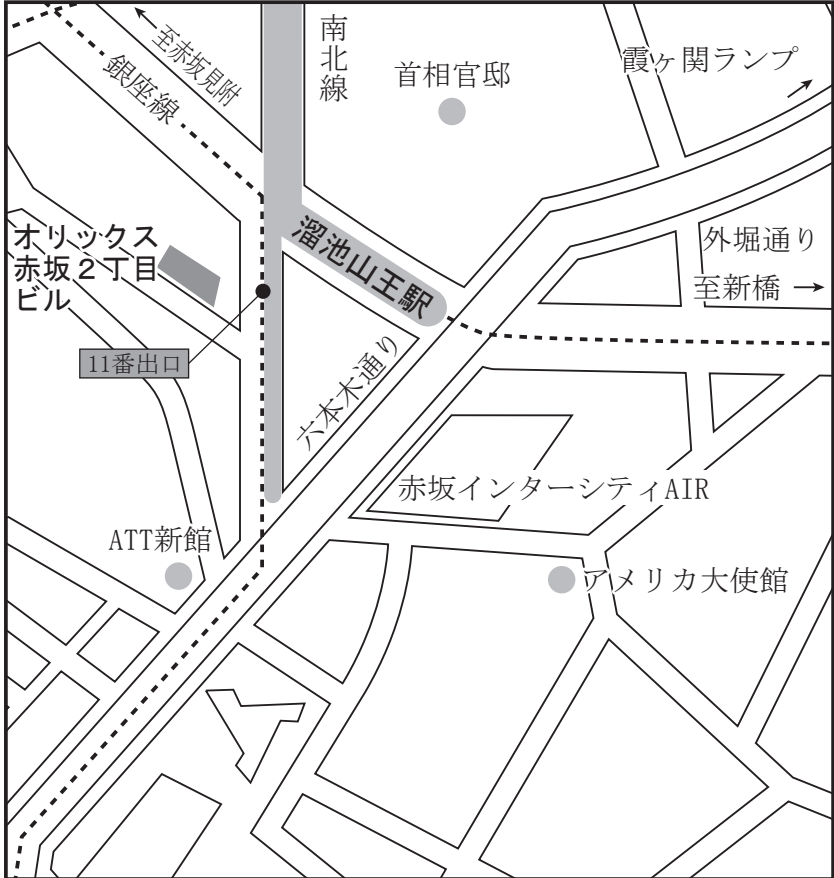 至赤坂見附
銀座線
南北線
首相官邸
霞ヶ関ランプ
オリックス
赤坂２丁目
ビル
溜池山王駅
外堀通り
至新橋
11番出口
六本木通り
赤坂インターシティAIR
ATT新館
アメリカ大使館